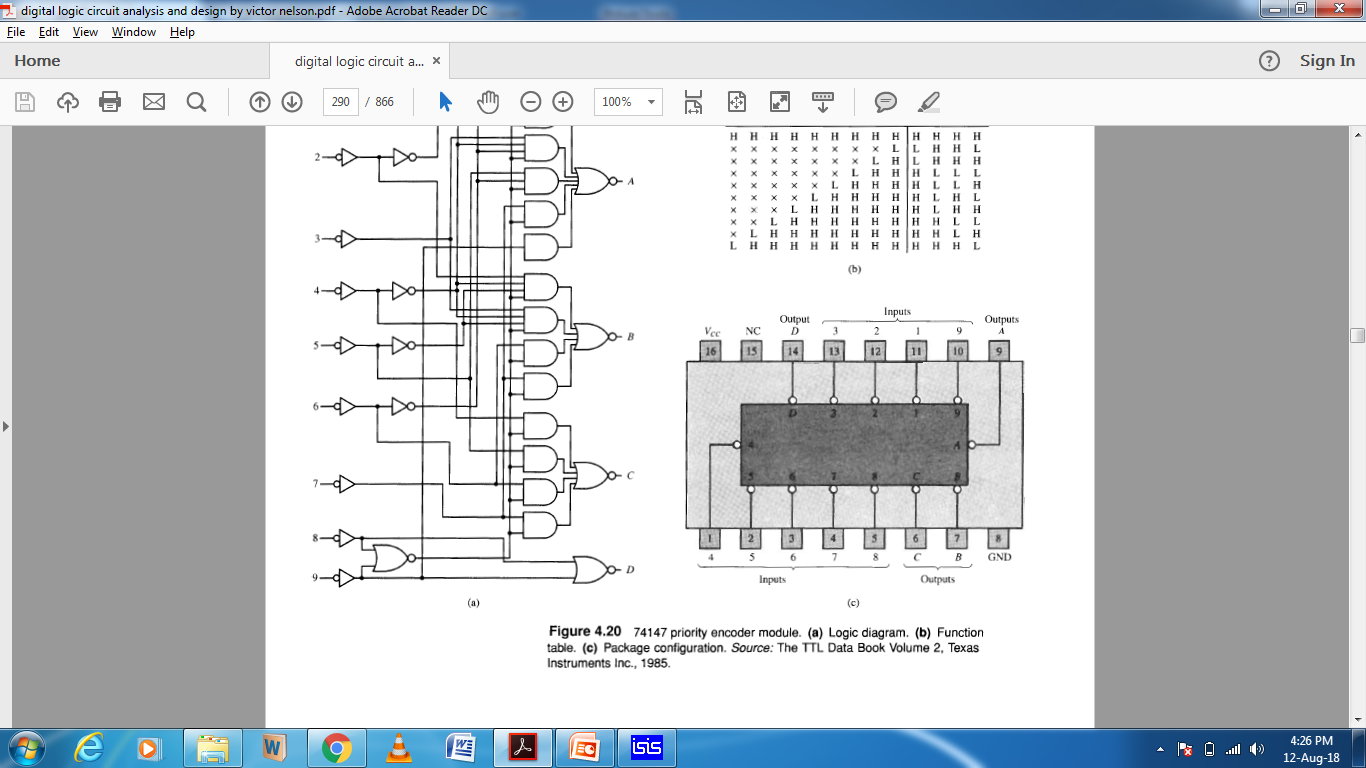 digital logic circuit analysis and design by victor nelson.pdf - Adobe Acrobat Reader DC
File Edit View Window Help
Home
digital logic circuit a... ×
Sign In
290 / 866
100%
2
3
4
5
6
7
8
9
A
B
C
D
(a)
H H H H H H H H H H H H H
× × × × × × × × L L H H L
× × × × × × × L H L H H H
× × × × × × L H H H L L L
× × × × × L H H H H L L H
× × × × L H H H H H L H L
× × × L H H H H H H L H H
× × L H H H H H H H H L L
× L H H H H H H H H H L H
L H H H H H H H H H H H L
(b)
Output Inputs Outputs
VCC NC D 3 2 1 9 A
16 15 14 13 12 11 10 9
D 3 2 1 9
4 A
5 6 7 8 C B
1 2 3 4 5 6 7 8
4 5 6 7 8 C B GND
Inputs Outputs
(c)
Figure 4.20 74147 priority encoder module. (a) Logic diagram. (b) Function
table. (c) Package configuration. Source: The TTL Data Book Volume 2, Texas
Instruments Inc., 1985.
isis
4:26 PM
12-Aug-18